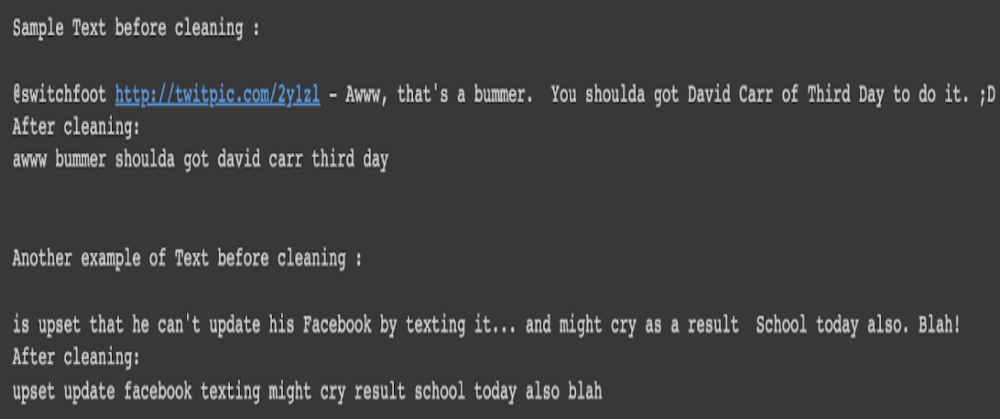 Sample Text before cleaning :
@switchfoot http://twitpic.com/2y1zl - Awww, that's a bummer.  You shoulda got David Carr of Third Day to do it. ;D
After cleaning:
awww bummer shoulda got david carr third day
Another example of Text before cleaning :
is upset that he can't update his Facebook by texting it... and might cry as a result  School today also. Blah!
After cleaning:
upset update facebook texting might cry result school today also blah